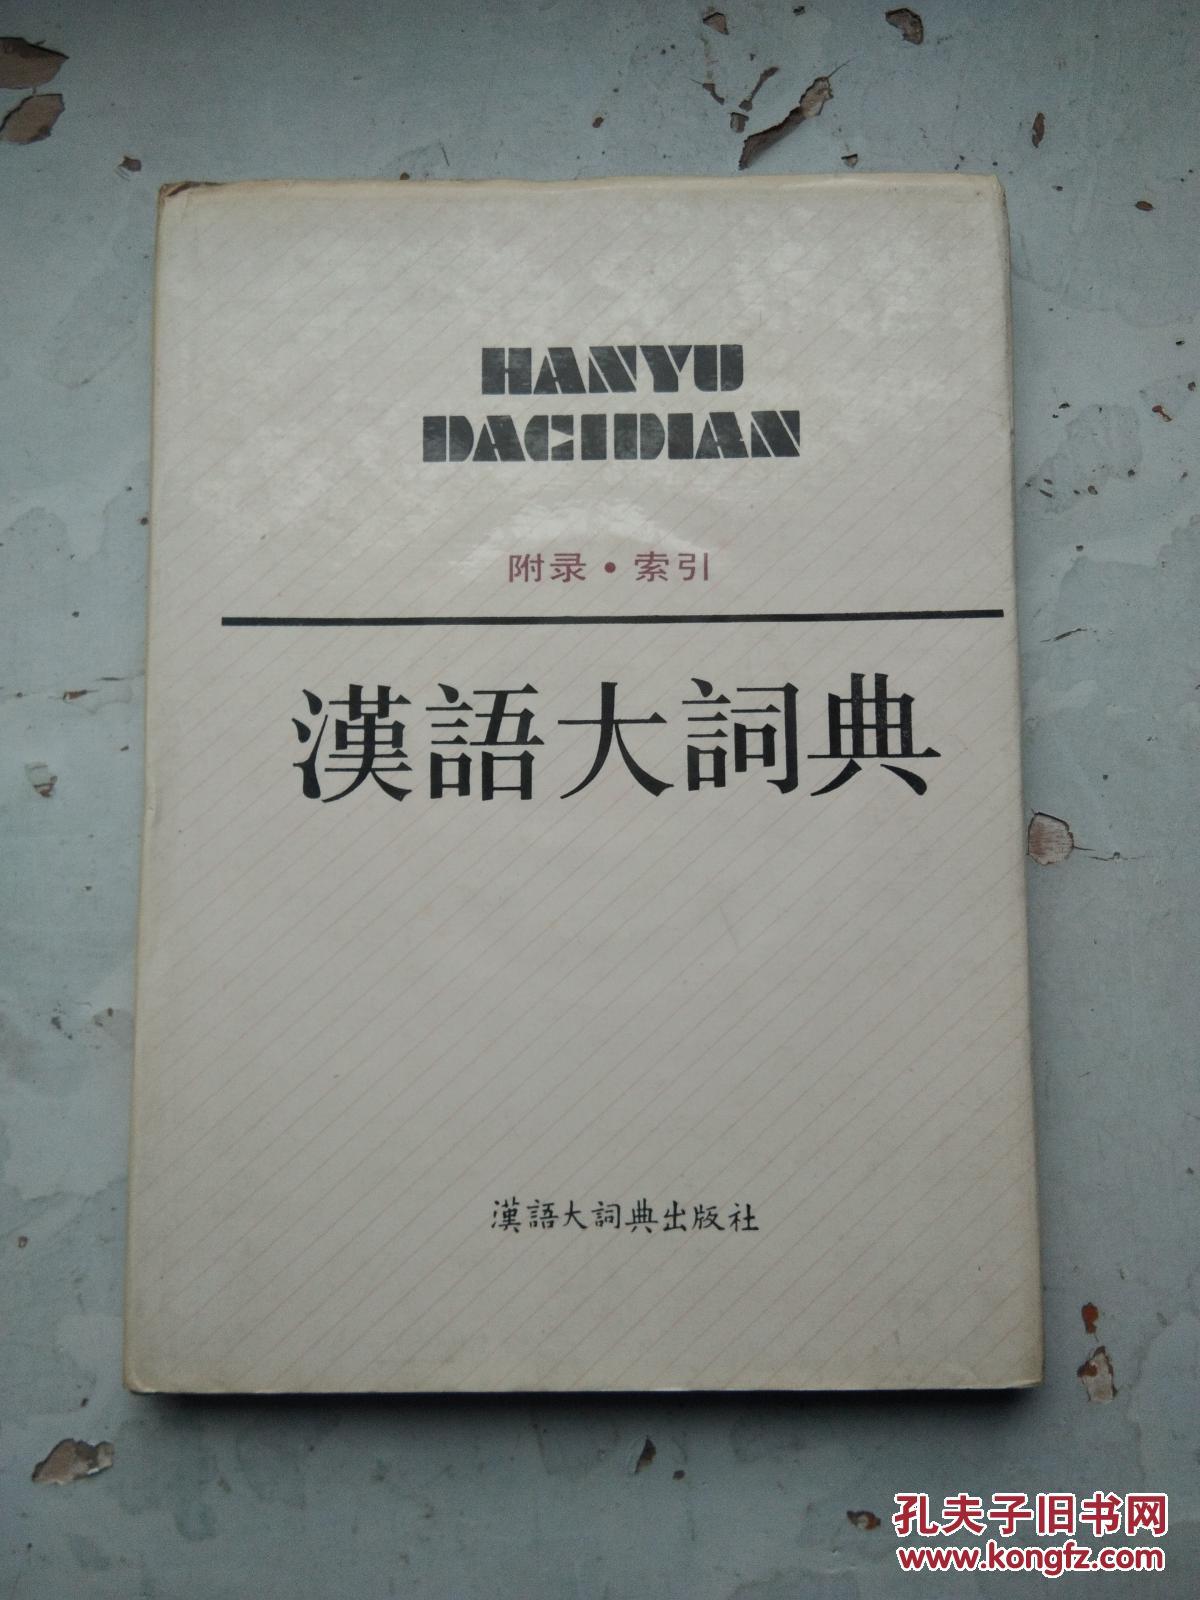 HANYU
DACIDIAN
附录·索引
漢語大詞典
漢語大詞典出版社
孔夫子旧书网
www.kongfz.com